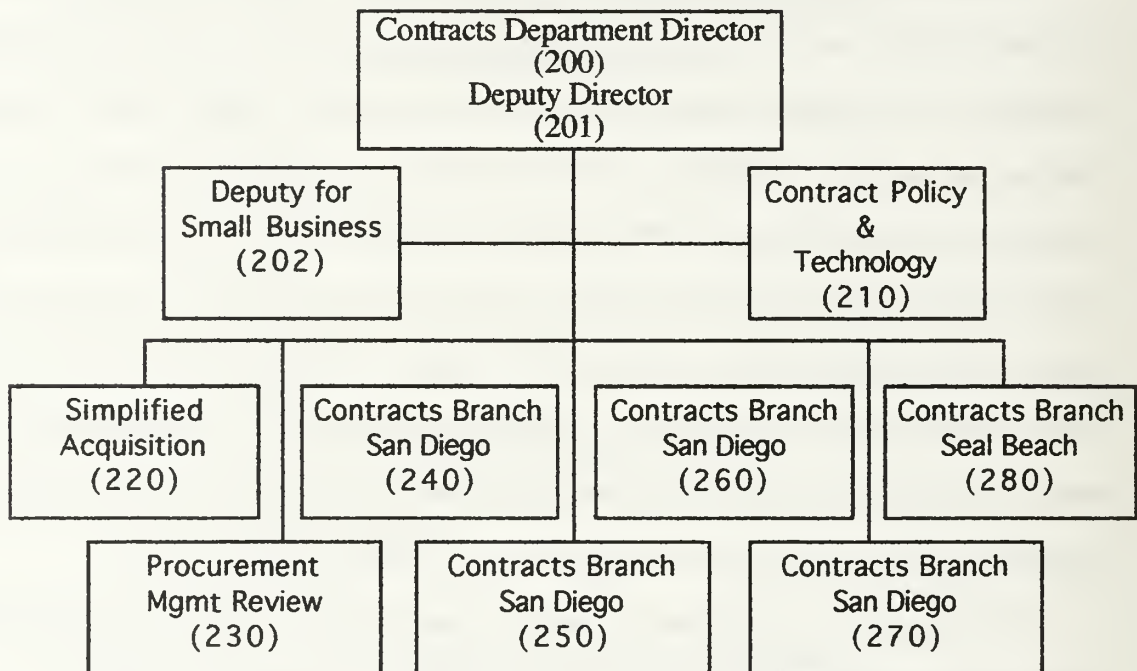 Contracts Department Director
(200)
Deputy Director
(201)
Deputy for
Small Business
(202)
Contract Policy
&
Technology
(210)
Simplified
Acquisition
(220)
Contracts Branch
San Diego
(240)
Contracts Branch
San Diego
(260)
Contracts Branch
Seal Beach
(280)
Procurement
Mgmt Review
(230)
Contracts Branch
San Diego
(250)
Contracts Branch
San Diego
(270)